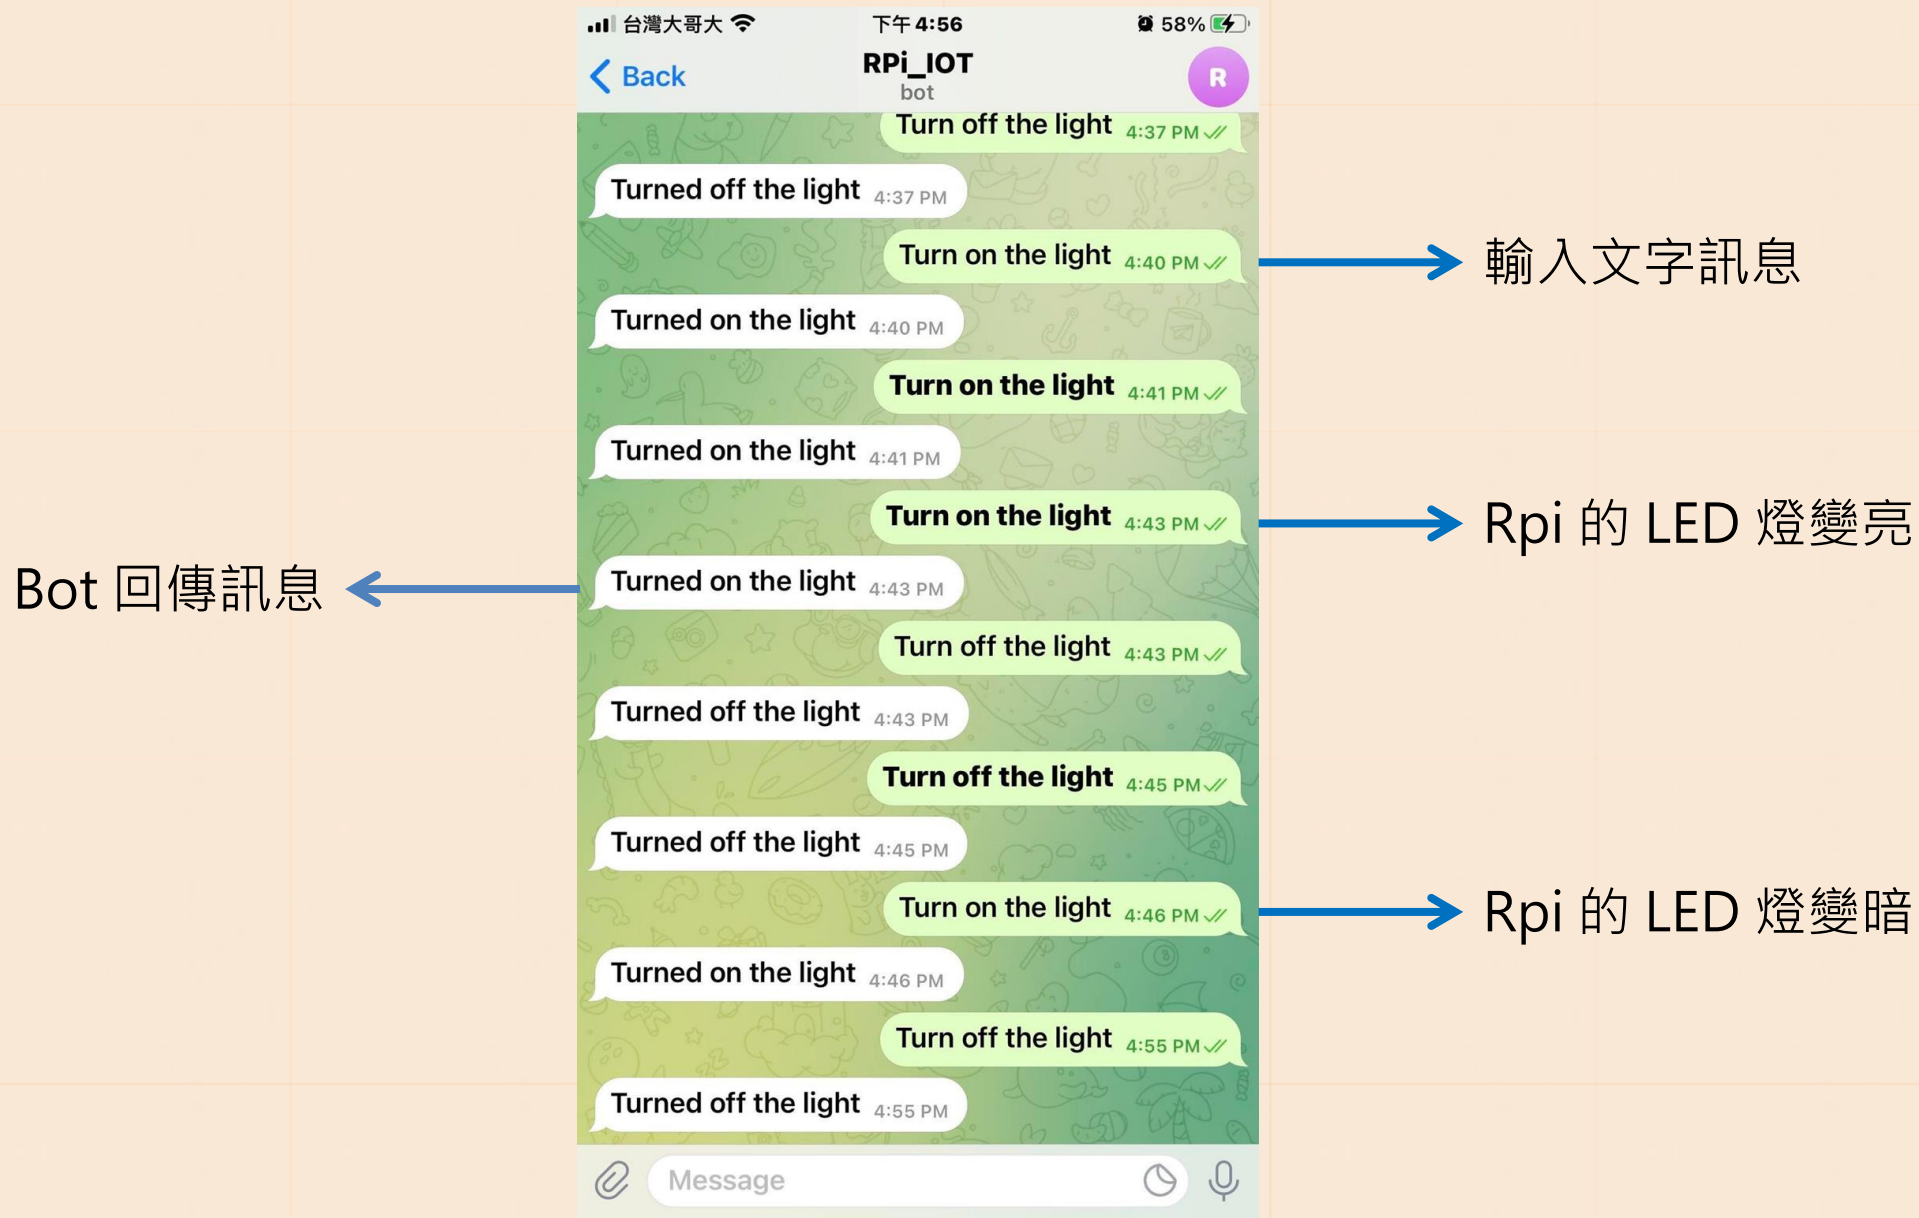 台灣大哥大
下午 4:56
58%
Back
RPi_IOT
bot
R
Turn off the light 4:37 PM
Turned off the light 4:37 PM
Turn on the light 4:40 PM
輸入文字訊息
Turned on the light 4:40 PM
Turn on the light 4:41 PM
Turned on the light 4:41 PM
Turn on the light 4:43 PM
Rpi 的 LED 燈變亮
Bot 回傳訊息
Turned on the light 4:43 PM
Turn off the light 4:43 PM
Turned off the light 4:43 PM
Turn off the light 4:45 PM
Turned off the light 4:45 PM
Turn on the light 4:46 PM
Rpi 的 LED 燈變暗
Turned on the light 4:46 PM
Turn off the light 4:55 PM
Turned off the light 4:55 PM
Message